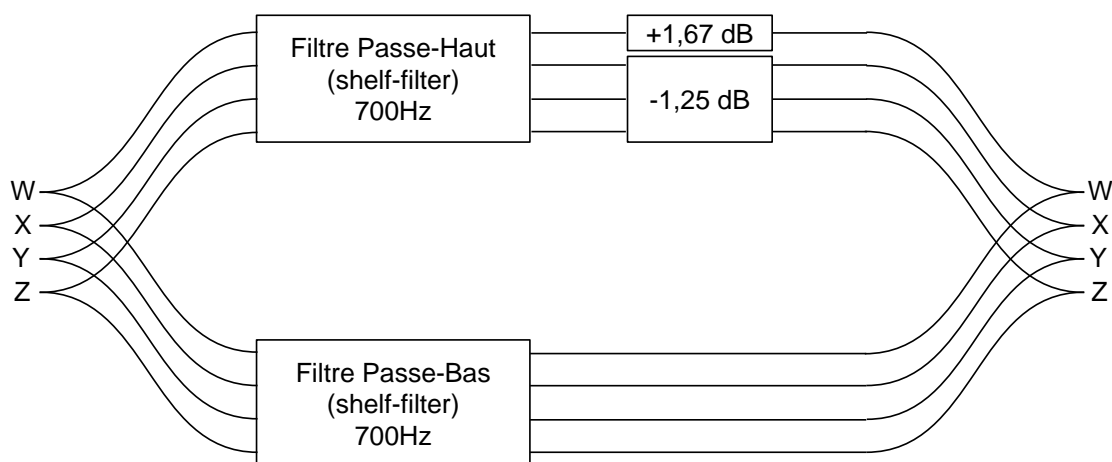 Filtre Passe-Haut
(shelf-filter)
700Hz
+1,67 dB
-1,25 dB
W
X
Y
Z
W
X
Y
Z
Filtre Passe-Bas
(shelf-filter)
700Hz